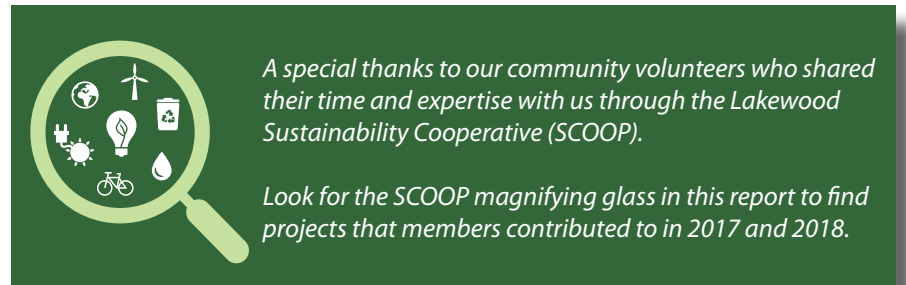 A special thanks to our community volunteers who shared
their time and expertise with us through the Lakewood
Sustainability Cooperative (SCOOP).
Look for the SCOOP magnifying glass in this report to find
projects that members contributed to in 2017 and 2018.